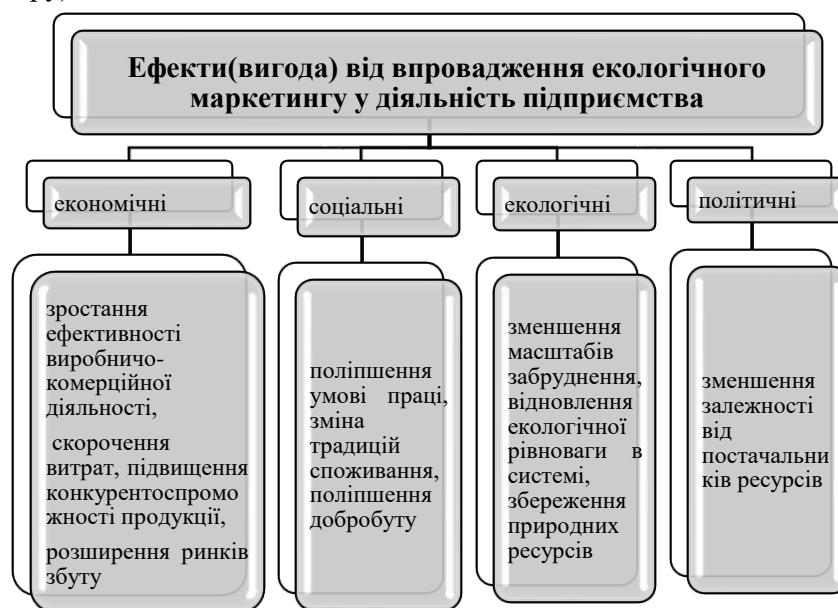 ру,
Ефекти(вигода) від впровадження екологічного
маркетингу у діяльність підприємства
економічні
соціальні
екологічні
політичні
зростання
ефективності
виробничо-
комерційної
діяльності,
скорочення
витрат, підвищення
конкурентоспромо
жності продукції,
розширення ринків
збуту
поліпшення
умові праці,
зміна
традицій
споживання,
поліпшення
добробуту
зменшення
масштабів
забруднення,
відновлення
екологічної
рівноваги в
системі,
збереження
природних
ресурсів
зменшення
залежності
від
постачальни
ків ресурсів